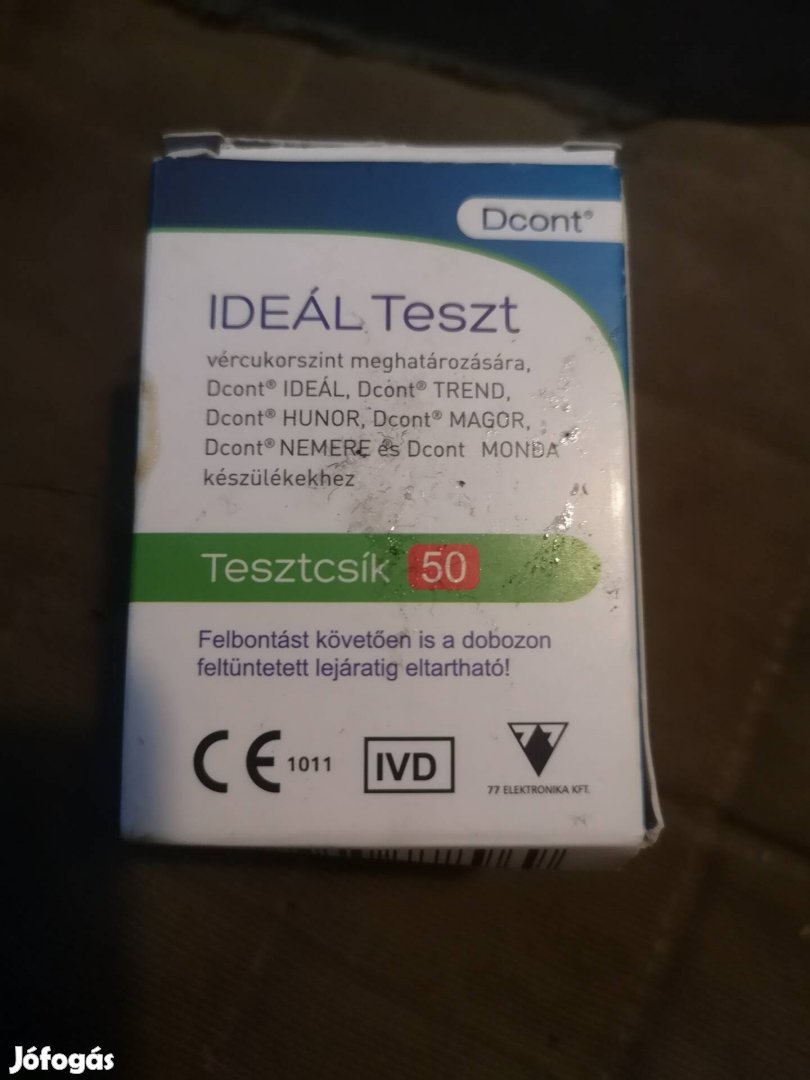 Dcont®
IDEÁL Teszt
vércukorszint meghatározására,
Dcont® IDEÁL, Dcont® TREND,
Dcont® HUNOR, Dcont® MAGOR,
Dcont® NEMERE és Dcont MONDA
készülékekhez
Tesztcsík 50
Felbontást követően is a dobozon
feltüntetett lejáratig eltartható!
CE 1011
IVD
77
77 ELEKTRONIKA KFT.
Jófogás